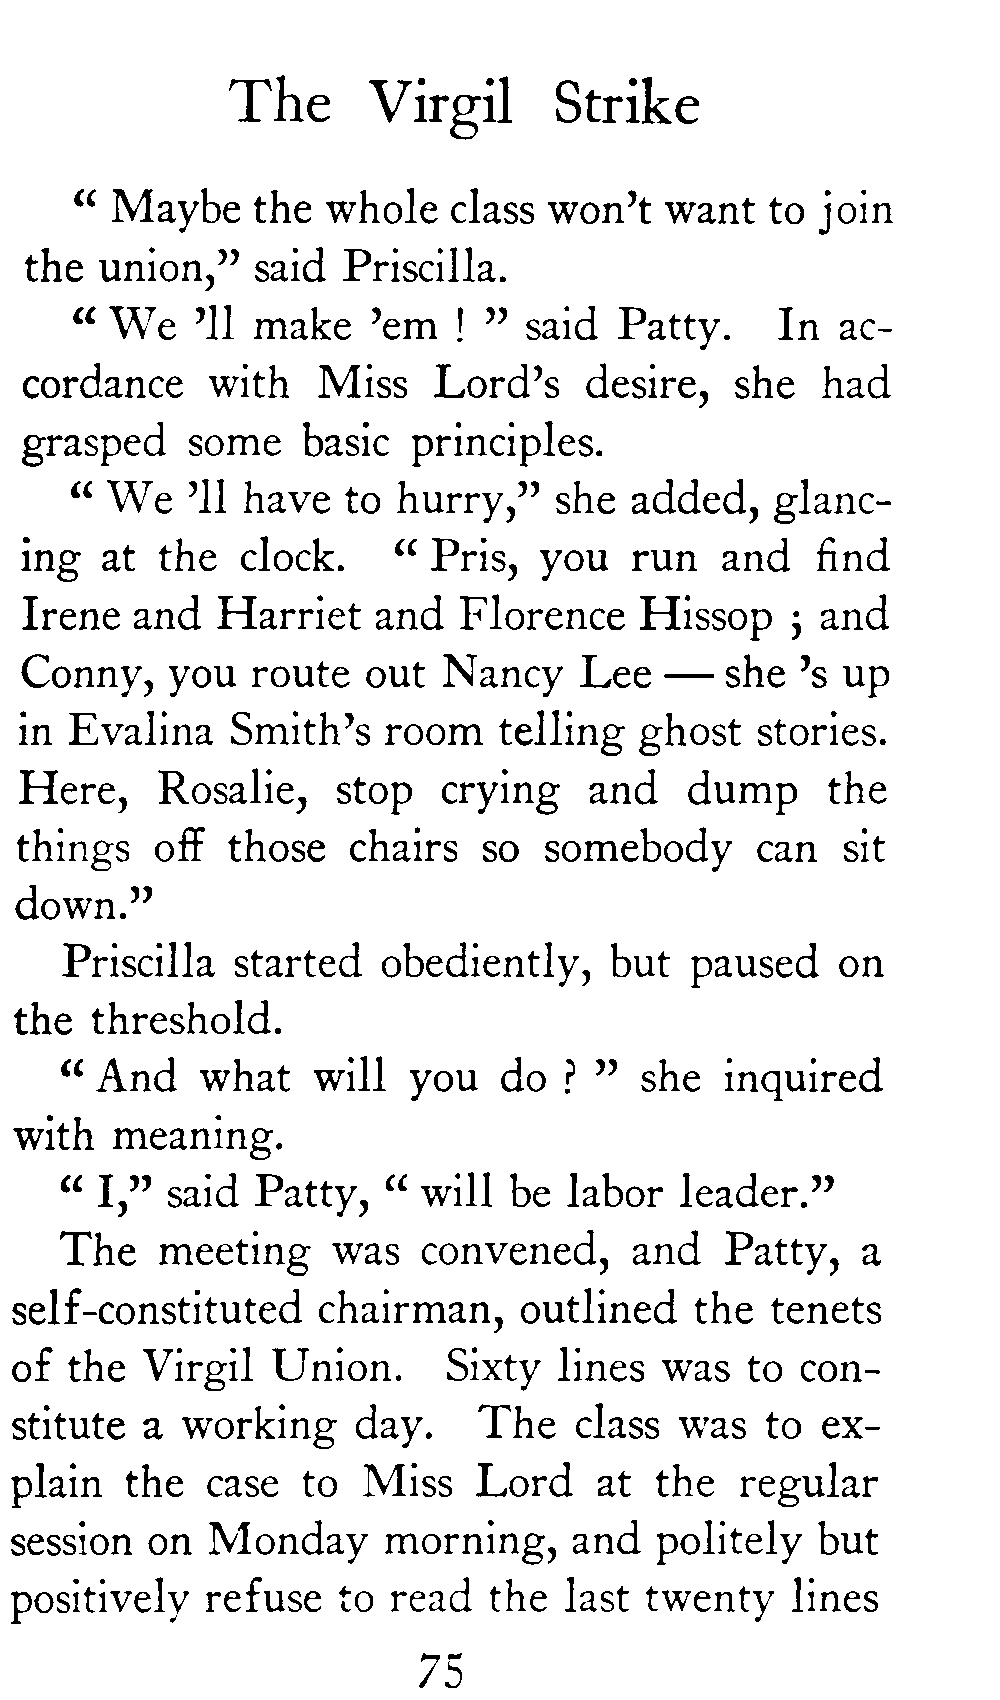 The Virgil Strike
“ Maybe the whole class won’t want to join
the union,” said Priscilla.
“ We ’ll make ’em ! ” said Patty. In ac-
cordance with Miss Lord’s desire, she had
grasped some basic principles.
“ We ’ll have to hurry,” she added, glanc-
ing at the clock. “ Pris, you run and find
Irene and Harriet and Florence Hissop ; and
Conny, you route out Nancy Lee — she ’s up
in Evalina Smith’s room telling ghost stories.
Here, Rosalie, stop crying and dump the
things off those chairs so somebody can sit
down.”
Priscilla started obediently, but paused on
the threshold.
“ And what will you do ? ” she inquired
with meaning.
“ I,” said Patty, “ will be labor leader.”
The meeting was convened, and Patty, a
self-constituted chairman, outlined the tenets
of the Virgil Union. Sixty lines was to con-
stitute a working day. The class was to ex-
plain the case to Miss Lord at the regular
session on Monday morning, and politely but
positively refuse to read the last twenty lines
75